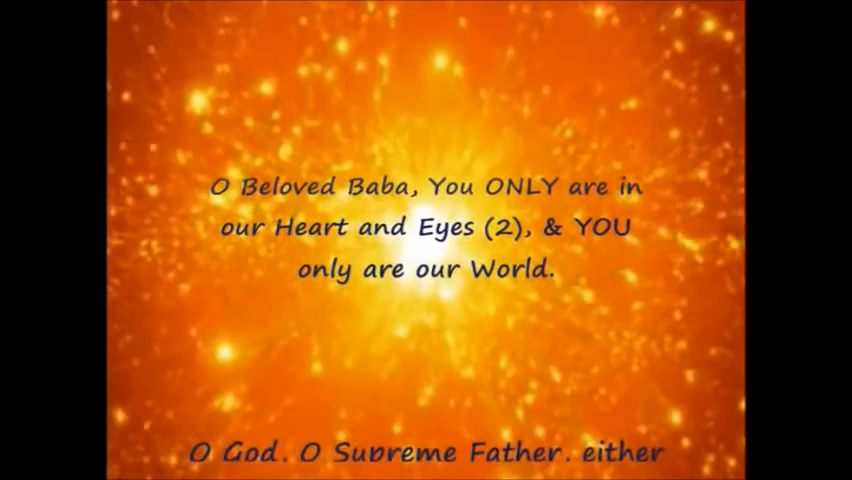 O Beloved Baba, You ONLY are in
our Heart and Eyes (2), & YOU
only are our World.
O God, O Supreme Father, either